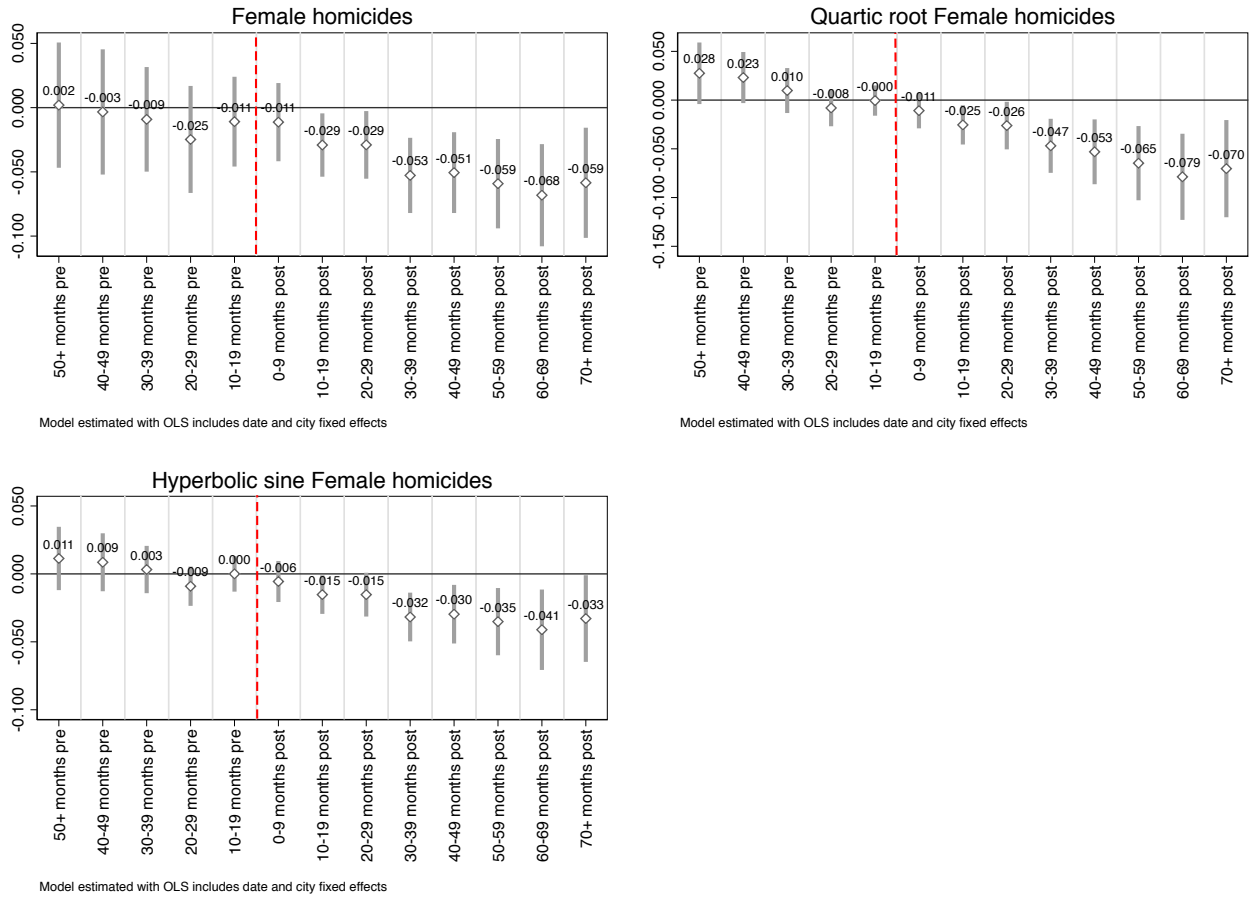 Female homicides
0.050
0.000
-0.050
-0.100
0.002
-0.003
-0.009
-0.025
-0.011
-0.011
-0.029
-0.029
-0.053
-0.051
-0.059
-0.068
-0.059
50+ months pre
40-49 months pre
30-39 months pre
20-29 months pre
10-19 months pre
0-9 months post
10-19 months post
20-29 months post
30-39 months post
40-49 months post
50-59 months post
60-69 months post
70+ months post
Model estimated with OLS includes date and city fixed effects
Quartic root Female homicides
0.050
0.000
-0.050
-0.100
-0.150
0.028
0.023
0.010
-0.008
-0.000
-0.011
-0.025
-0.026
-0.047
-0.053
-0.065
-0.079
-0.070
50+ months pre
40-49 months pre
30-39 months pre
20-29 months pre
10-19 months pre
0-9 months post
10-19 months post
20-29 months post
30-39 months post
40-49 months post
50-59 months post
60-69 months post
70+ months post
Model estimated with OLS includes date and city fixed effects
Hyperbolic sine Female homicides
0.050
0.000
-0.050
-0.100
0.011
0.009
0.003
-0.009
0.000
-0.006
-0.015
-0.015
-0.032
-0.030
-0.035
-0.041
-0.033
50+ months pre
40-49 months pre
30-39 months pre
20-29 months pre
10-19 months pre
0-9 months post
10-19 months post
20-29 months post
30-39 months post
40-49 months post
50-59 months post
60-69 months post
70+ months post
Model estimated with OLS includes date and city fixed effects